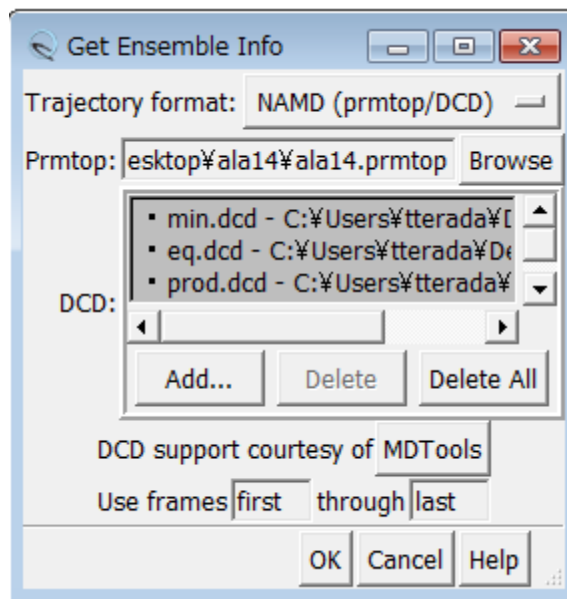 Get Ensemble Info
Trajectory format: NAMD (prmtop/DCD)
Prmtop: esktop¥ala14¥ala14.prmtop Browse
▪ min.dcd - C:¥Users¥tterada¥D
▪ eq.dcd - C:¥Users¥tterada¥De
▪ prod.dcd - C:¥Users¥tterada¥
DCD:
Add... Delete Delete All
DCD support courtesy of MDTools
Use frames first through last
OK Cancel Help